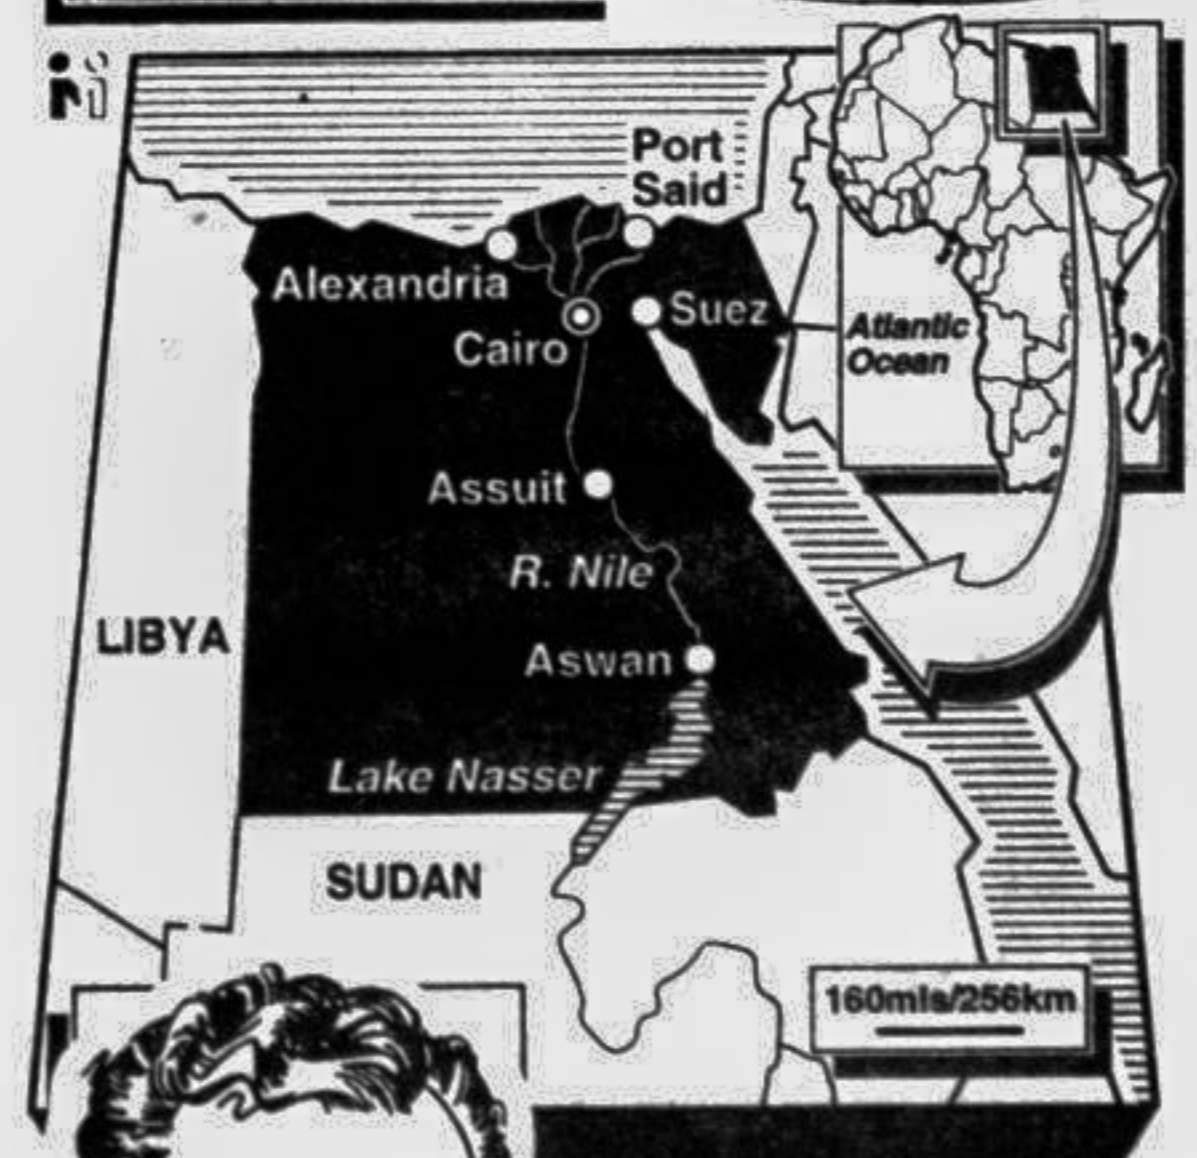 Port
Said
Alexandria
Suez
Cairo
Atlantic
Ocean
Assuit
R. Nile
LIBYA
Aswan
Lake Nasser
SUDAN
160mls/256km